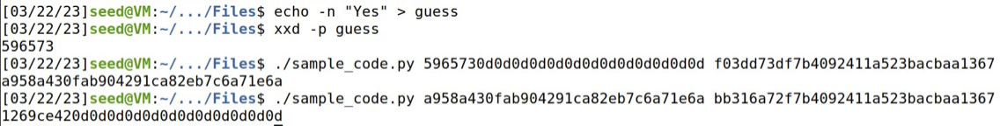 [03/22/23]seed@VM:~/.../Files$ echo -n "Yes" > guess
[03/22/23]seed@VM:~/.../Files$ xxd -p guess
596573
[03/22/23]seed@VM:~/.../Files$ ./sample_code.py 5965730d0d0d0d0d0d0d0d0d0d0d0d0d f03dd73df7b4092411a523bacbaa1367
a958a430fab904291ca82eb7c6a71e6a
[03/22/23]seed@VM:~/.../Files$ ./sample_code.py a958a430fab904291ca82eb7c6a71e6a bb316a72f7b4092411a523bacbaa1367
1269ce420d0d0d0d0d0d0d0d0d0d0d0d